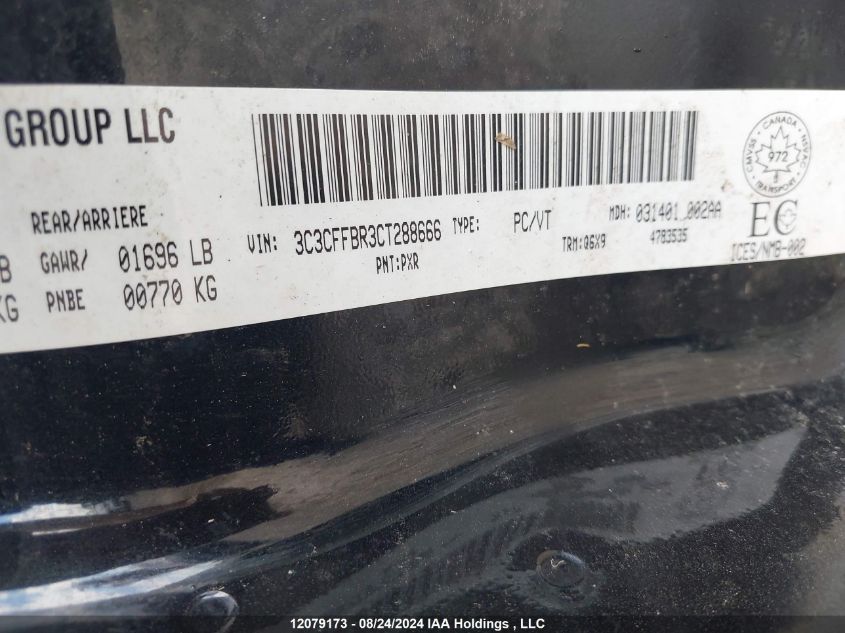 GROUP LLC
REAR/ARRIERE
GAWR/ 01696 LB
PNBE 00770 KG
B
KG
VIN: 3C3CFFBR3CT288666 TYPE: PC/VT MDH: 031401 002AA
PNT:PXR TRM:Q6X9 4783535
CANADA
CMVSS NSVAC
972
TRANSPORT
EC
ICES/NMB-002
12079173 - 08/24/2024 IAA Holdings , LLC